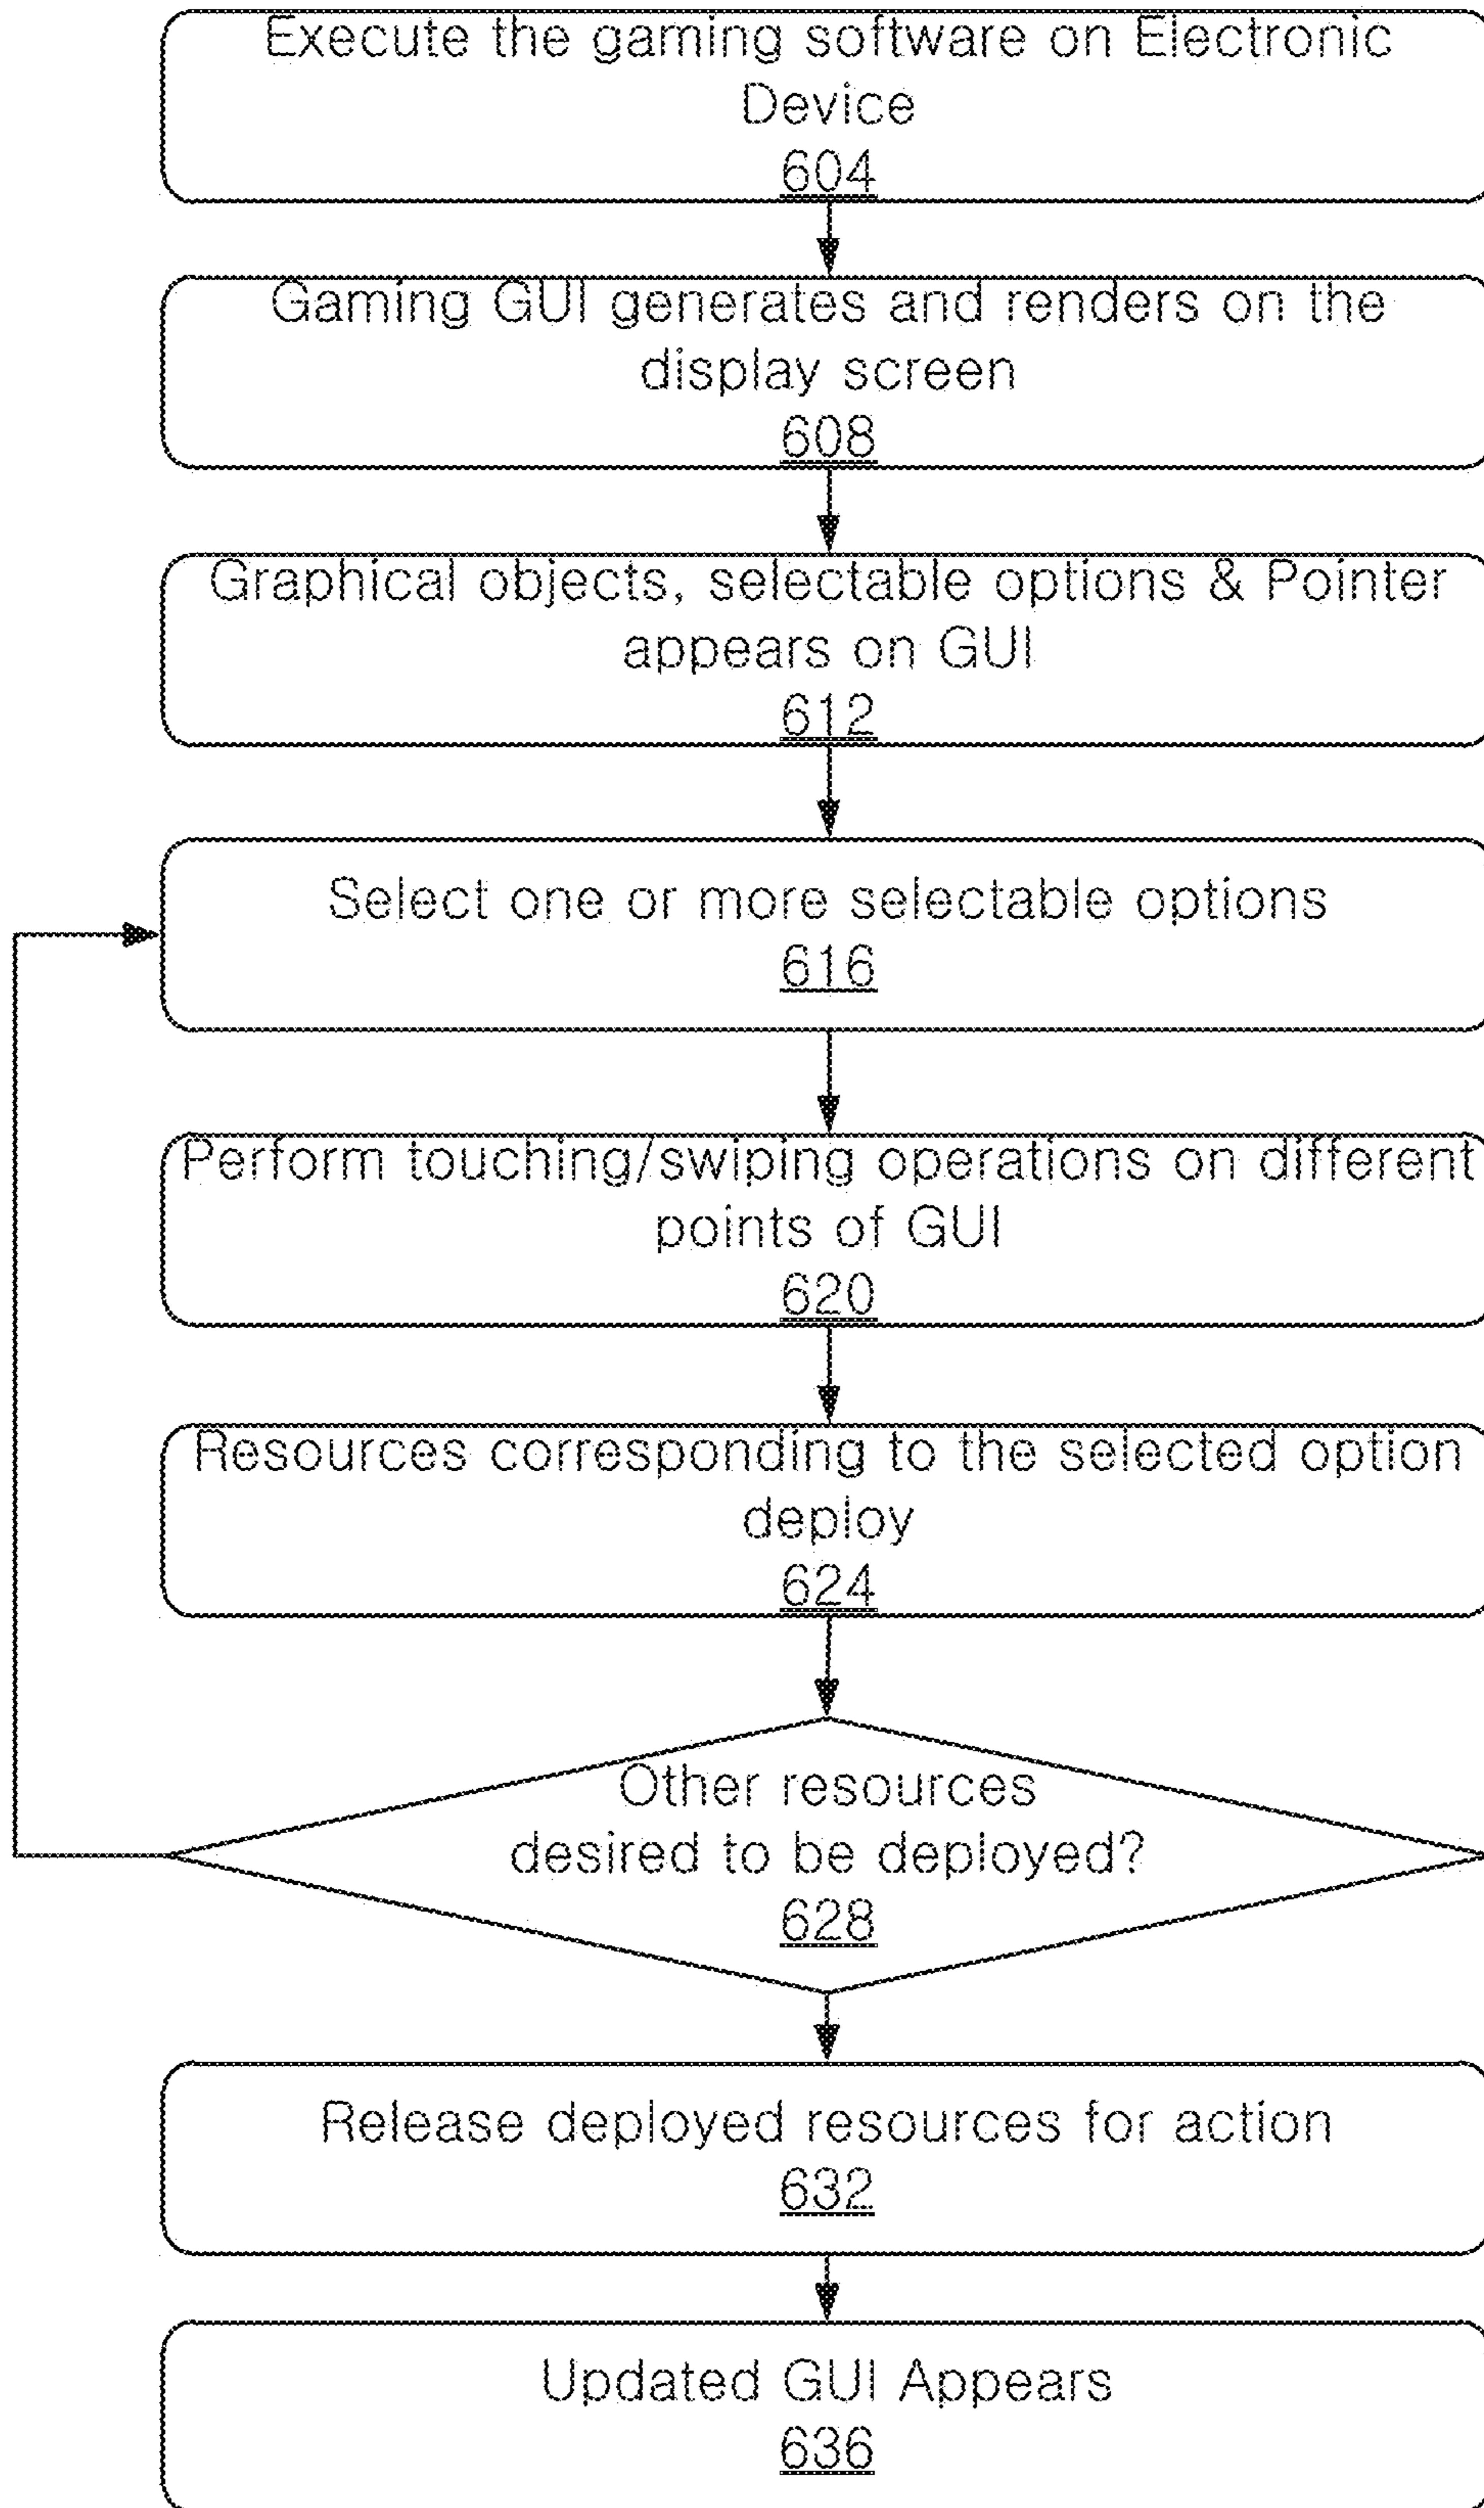 Execute the gaming software on Electronic
Device
604
Gaming GUI generates and renders on the
display screen
608
Graphical objects, selectable options & Pointer
appears on GUI
612
Select one or more selectable options
616
Perform touching/swiping operations on different
points of GUI
620
Resources corresponding to the selected option
deploy
624
Other resources
desired to be deployed?
628
Release deployed resources for action
632
Updated GUI Appears
636